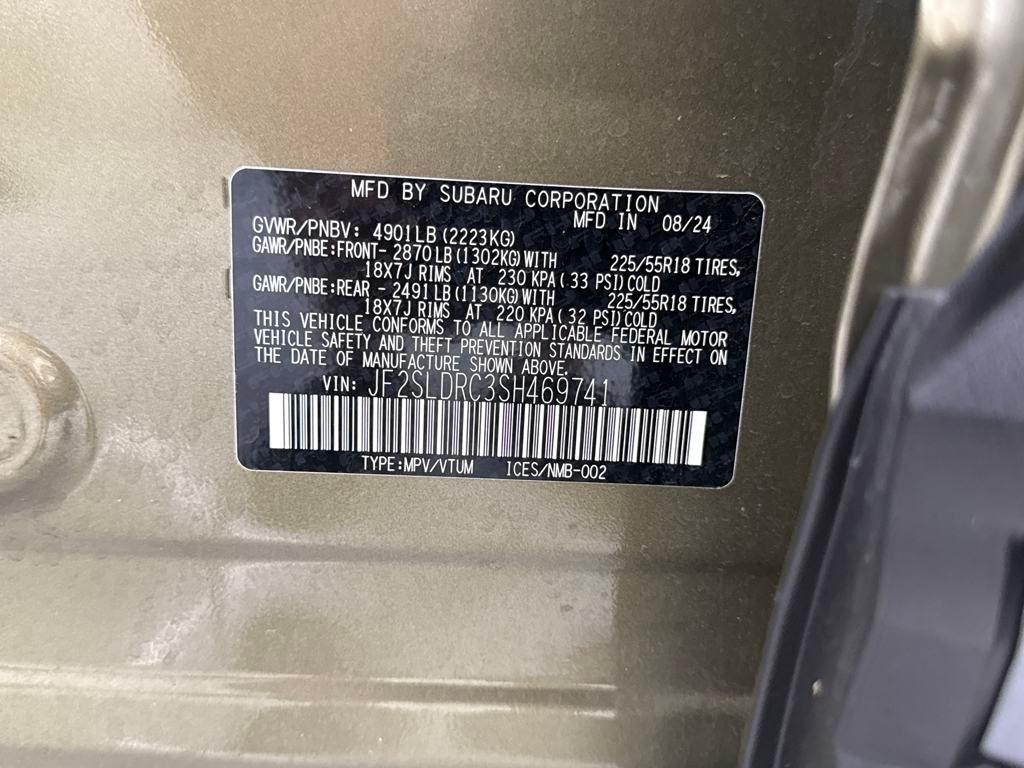 MFD BY SUBARU CORPORATION
MFD IN 08/24
GVWR/PNBV: 4901LB (2223KG)
GAWR/PNBE:FRONT- 2870LB(1302KG)WITH 225/55R18 TIRES,
18X7J RIMS AT 230 KPA( 33 PSI)COLD
GAWR/PNBE:REAR - 2491LB(1130KG)WITH 225/55R18 TIRES,
18X7J RIMS AT 220 KPA( 32 PSI)COLD
THIS VEHICLE CONFORMS TO ALL APPLICABLE FEDERAL MOTOR
VEHICLE SAFETY AND THEFT PREVENTION STANDARDS IN EFFECT ON
THE DATE OF MANUFACTURE SHOWN ABOVE.
VIN: JF2SLDRC3SH469741
TYPE:MPV/VTUM ICES/NMB-002